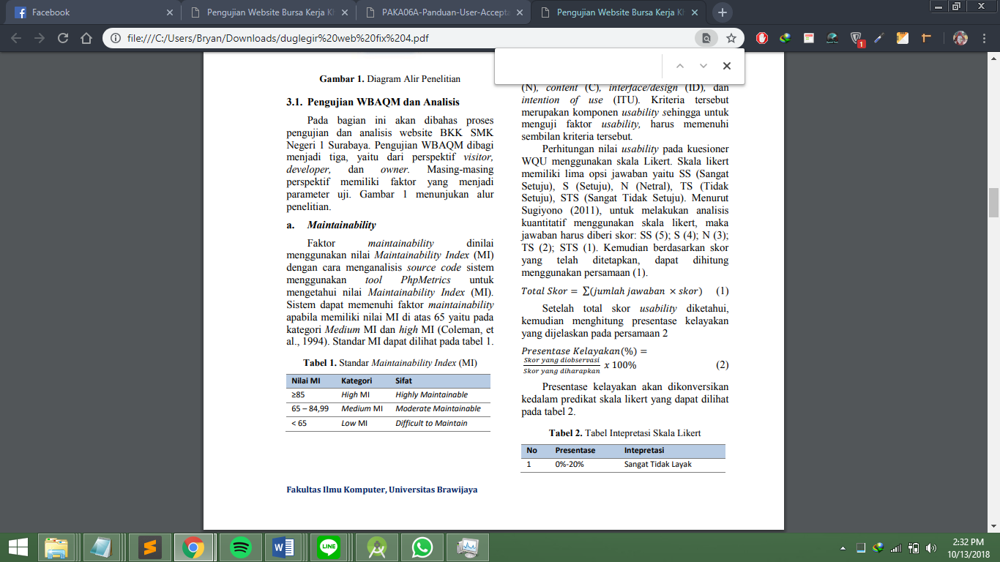 Facebook
Pengujian Website Bursa Kerja K
PAKA06A-Panduan-User-Accepta
Pengujian Website Bursa Kerja K
file:///C:/Users/Bryan/Downloads/duglegir%20web%20fix%204.pdf
1
Gambar 1. Diagram Alir Penelitian
3.1. Pengujian WBAQM dan Analisis
Pada bagian ini akan dibahas proses
pengujian dan analisis website BKK SMK
Negeri 1 Surabaya. Pengujian WBAQM dibagi
menjadi tiga, yaitu dari perspektif visitor,
developer, dan owner. Masing-masing
perspektif memiliki faktor yang menjadi
parameter uji. Gambar 1 menunjukan alur
penelitian.
a. Maintainability
Faktor maintainability dinilai
menggunakan nilai Maintainability Index (MI)
dengan cara menganalisis source code sistem
menggunakan tool PhpMetrics untuk
mengetahui nilai Maintainability Index (MI).
Sistem dapat memenuhi faktor maintainability
apabila memiliki nilai MI di atas 65 yaitu pada
kategori Medium MI dan high MI (Coleman, et
al., 1994). Standar MI dapat dilihat pada tabel 1.
Tabel 1. Standar Maintainability Index (MI)
Nilai MI Kategori Sifat
≥85 High MI Highly Maintainable
65 – 84,99 Medium MI Moderate Maintainable
< 65 Low MI Difficult to Maintain
Fakultas Ilmu Komputer, Universitas Brawijaya
(N), content (C), interface/design (ID), dan
intention of use (ITU). Kriteria tersebut
merupakan komponen usability sehingga untuk
menguji faktor usability, harus memenuhi
sembilan kriteria tersebut.
Perhitungan nilai usability pada kuesioner
WQU menggunakan skala Likert. Skala likert
memiliki lima opsi jawaban yaitu SS (Sangat
Setuju), S (Setuju), N (Netral), TS (Tidak
Setuju), STS (Sangat Tidak Setuju). Menurut
Sugiyono (2011), untuk melakukan analisis
kuantitatif menggunakan skala likert, maka
jawaban harus diberi skor: SS (5); S (4); N (3);
TS (2); STS (1). Kemudian berdasarkan skor
yang telah ditetapkan, dapat dihitung
menggunakan persamaan (1).
Total Skor = ∑(jumlah jawaban × skor) (1)
Setelah total skor usability diketahui,
kemudian menghitung presentase kelayakan
yang dijelaskan pada persamaan 2
Presentase Kelayakan(%) =
Skor yang diobservasi
Skor yang diharapkan x 100% (2)
Presentase kelayakan akan dikonversikan
kedalam predikat skala likert yang dapat dilihat
pada tabel 2.
Tabel 2. Tabel Intepretasi Skala Likert
No Presentase Intepretasi
1 0%-20% Sangat Tidak Layak
LINE
2:32 PM
10/13/2018